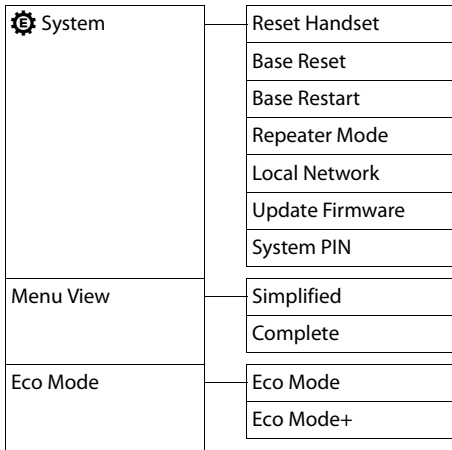 System
Reset Handset
Base Reset
Base Restart
Repeater Mode
Local Network
Update Firmware
System PIN
Menu View
Simplified
Complete
Eco Mode
Eco Mode
Eco Mode+